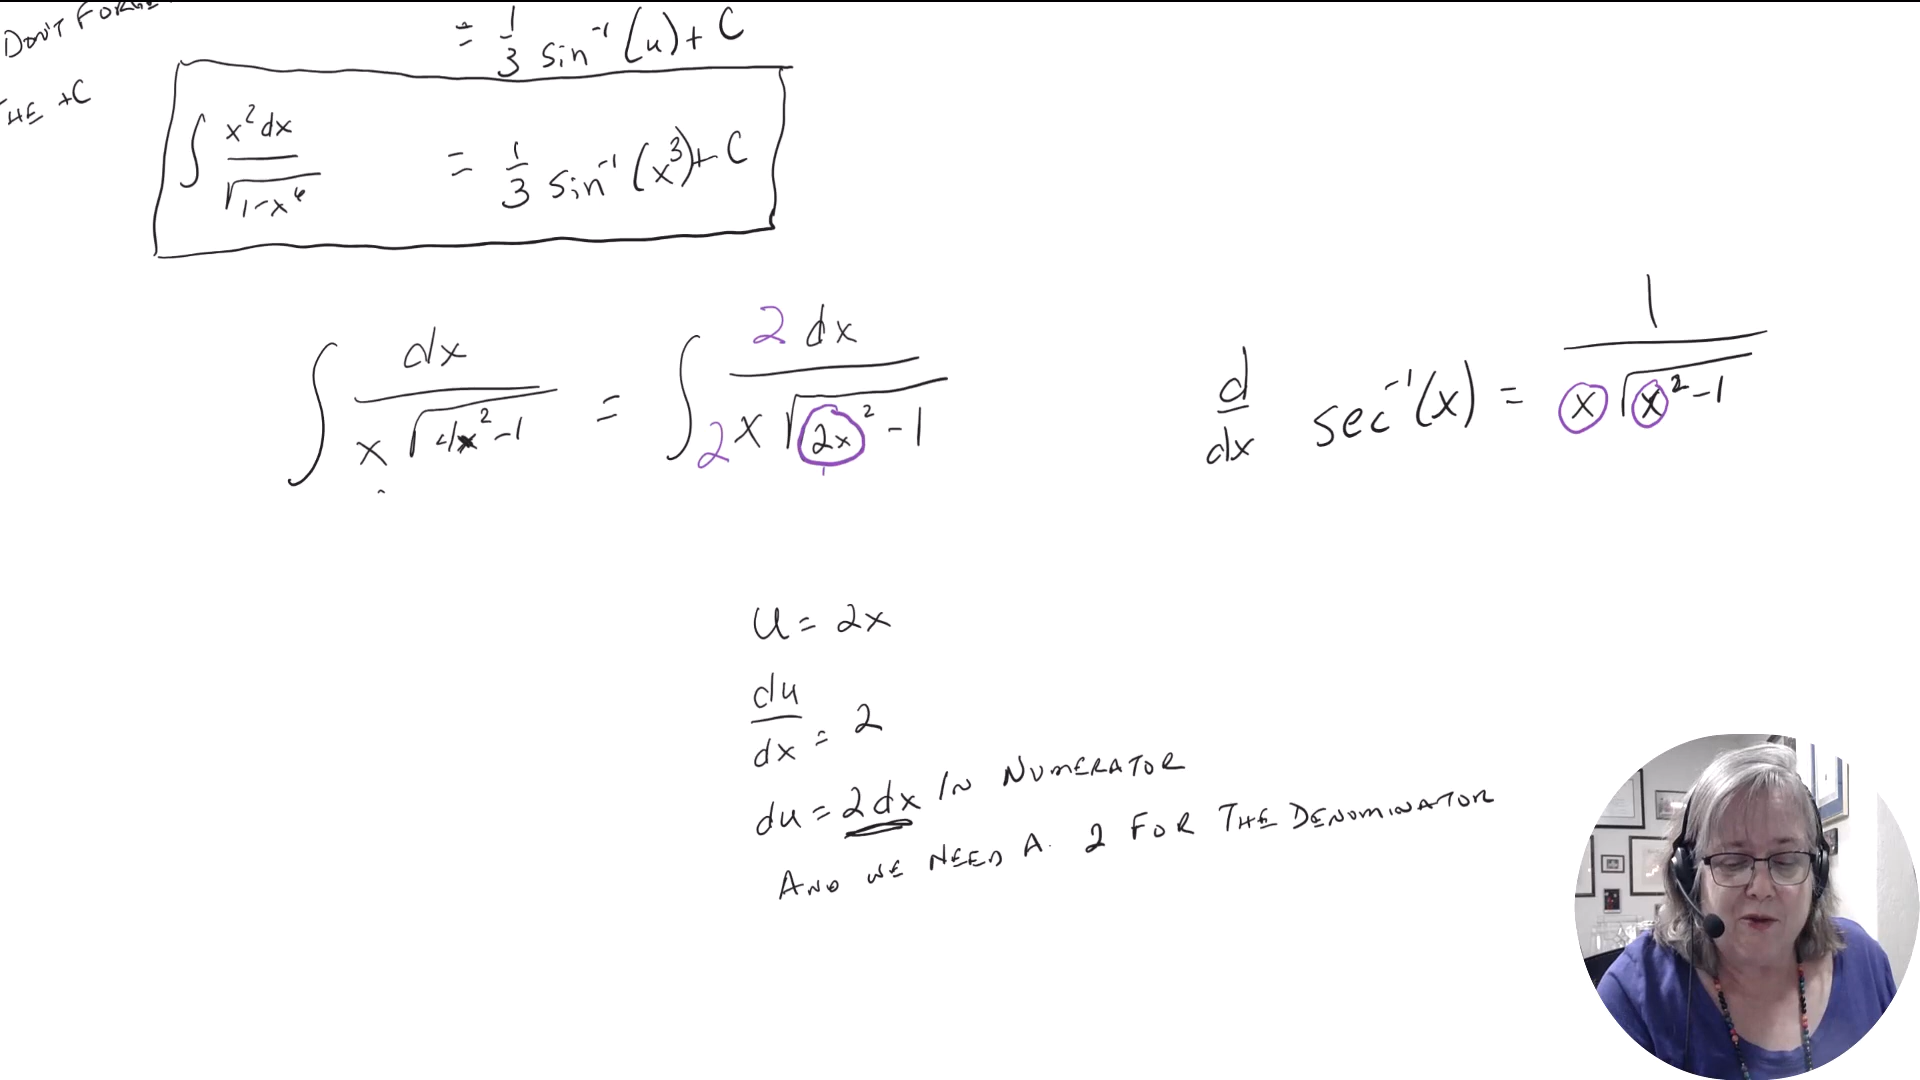 DON'T FORGET
THE +C
= 1/3 sin⁻¹(u) + C
∫ x² dx / √(1-x⁶) = 1/3 sin⁻¹(x³) + C
∫ dx / (x √(4x²-1)) = ∫ 2 dx / (2x √((2x)² - 1))
d/dx sec⁻¹(x) = 1 / (x √(x²-1))
u = 2x
du/dx = 2
du = 2dx IN NUMERATOR
AND WE NEED A 2 FOR THE DENOMINATOR